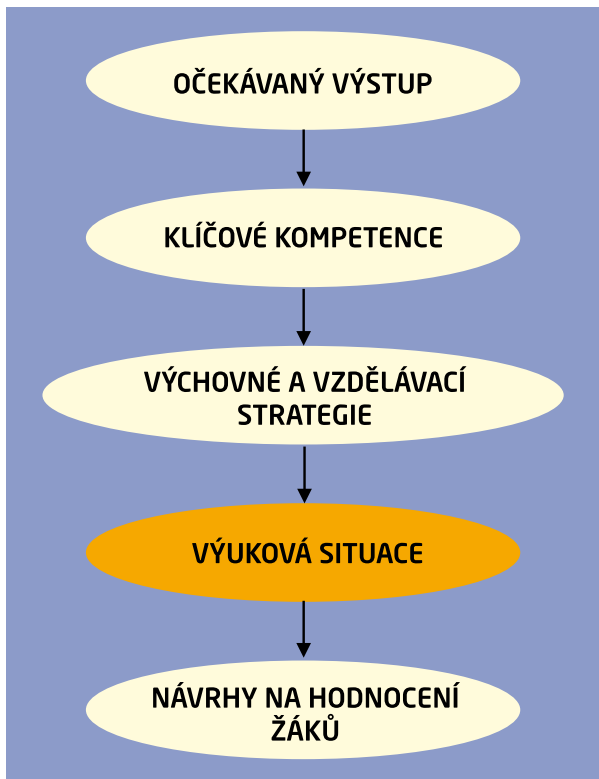 OČEKÁVANÝ VÝSTUP
KLÍČOVÉ KOMPETENCE
VÝCHOVNÉ A VZDĚLÁVACÍ
STRATEGIE
VÝUKOVÁ SITUACE
NÁVRHY NA HODNOCENÍ
ŽÁKŮ